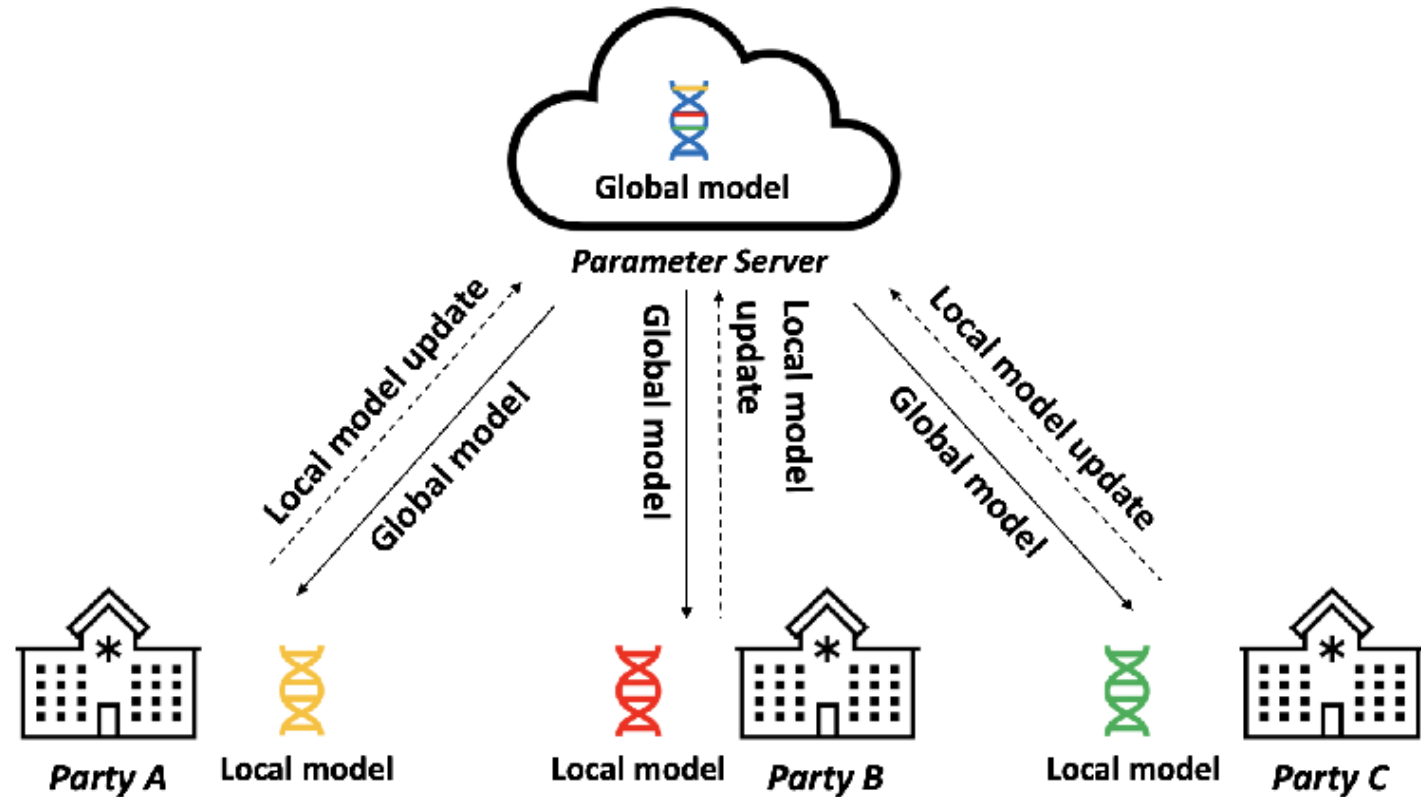 Global model
Parameter Server
Local model update
Global model
Global model
Local model
update
Global model
Local model update
Party A
Local model
Local model
Party B
Local model
Party C